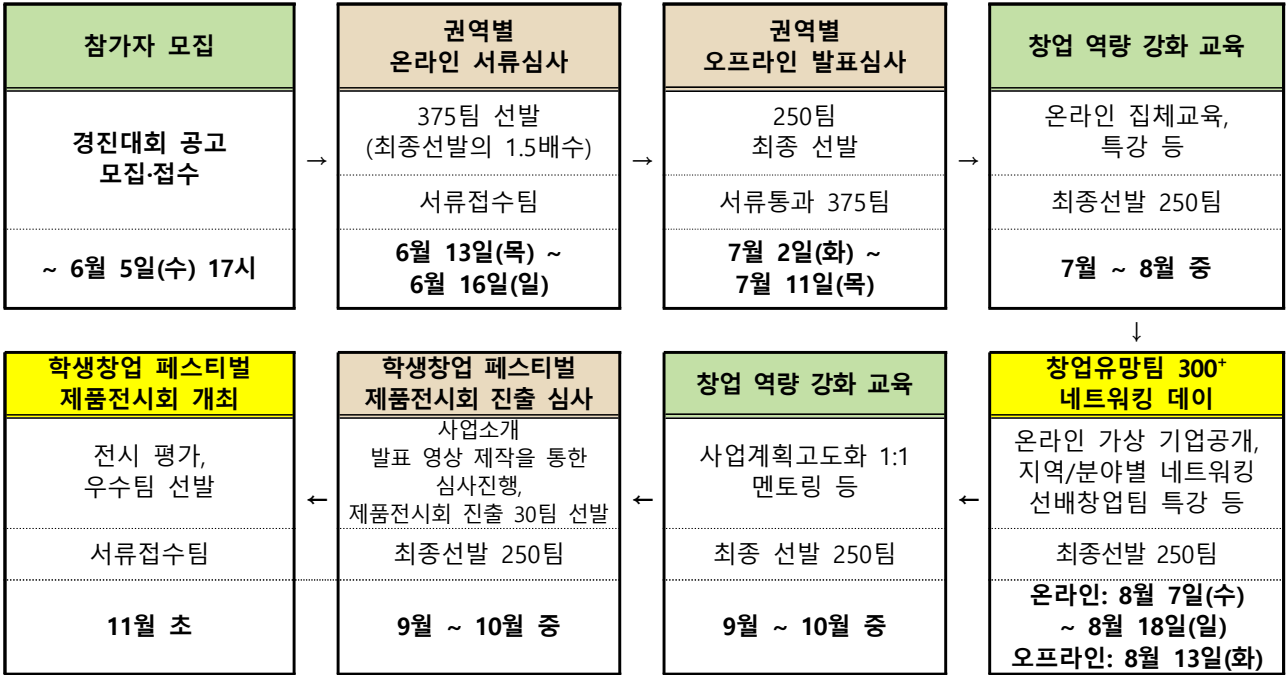 참가자 모집
경진대회 공고
모집·접수
~ 6월 5일(수) 17시
→
권역별
온라인 서류심사
375팀 선발
(최종선발의 1.5배수)
서류접수팀
6월 13일(목) ~
6월 16일(일)
→
권역별
오프라인 발표심사
250팀
최종 선발
서류통과 375팀
7월 2일(화) ~
7월 11일(목)
→
창업 역량 강화 교육
온라인 집체교육,
특강 등
최종선발 250팀
7월 ~ 8월 중
↓
창업유망팀 300⁺
네트워킹 데이
온라인 가상 기업공개,
지역/분야별 네트워킹
선배창업팀 특강 등
최종선발 250팀
온라인: 8월 7일(수)
~ 8월 18일(일)
오프라인: 8월 13일(화)
←
창업 역량 강화 교육
사업계획고도화 1:1
멘토링 등
최종 선발 250팀
9월 ~ 10월 중
←
학생창업 페스티벌
제품전시회 진출 심사
사업소개
발표 영상 제작을 통한
심사진행,
제품전시회 진출 30팀 선발
최종선발 250팀
9월 ~ 10월 중
←
학생창업 페스티벌
제품전시회 개최
전시 평가,
우수팀 선발
서류접수팀
11월 초